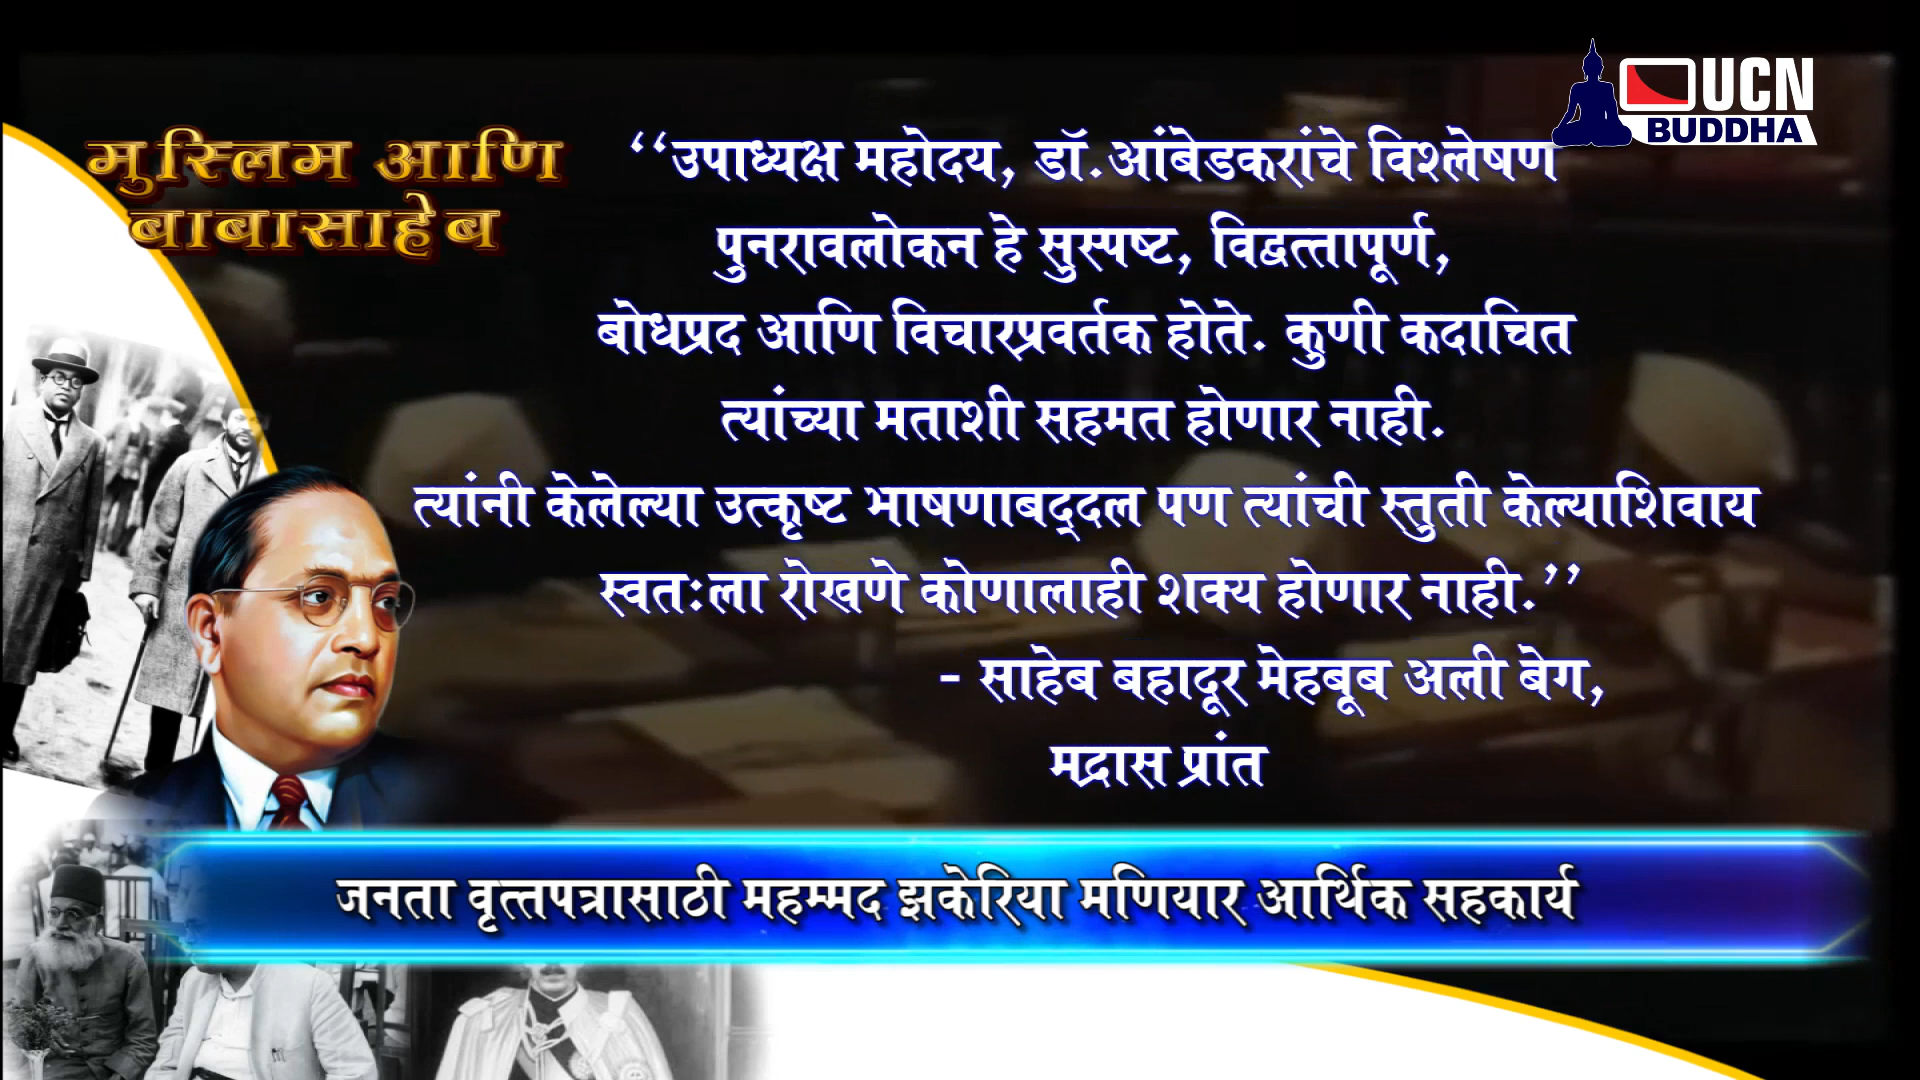 UCN
BUDDHA
मुस्लिम आणि
बाबासाहेब
“उपाध्यक्ष महोदय, डॉ.आंबेडकरांचे विश्लेषण
पुनरावलोकन हे सुस्पष्ट, विद्वत्तापूर्ण,
बोधप्रद आणि विचारप्रवर्तक होते. कुणी कदाचित
त्यांच्या मताशी सहमत होणार नाही.
त्यांनी केलेल्या उत्कृष्ट भाषणाबद्दल पण त्यांची स्तुती केल्याशिवाय
स्वतःला रोखणे कोणालाही शक्य होणार नाही.”
- साहेब बहादूर मेहबूब अली बेग,
मद्रास प्रांत
जनता वृत्तपत्रासाठी महम्मद झकेरिया मणियार आर्थिक सहकार्य